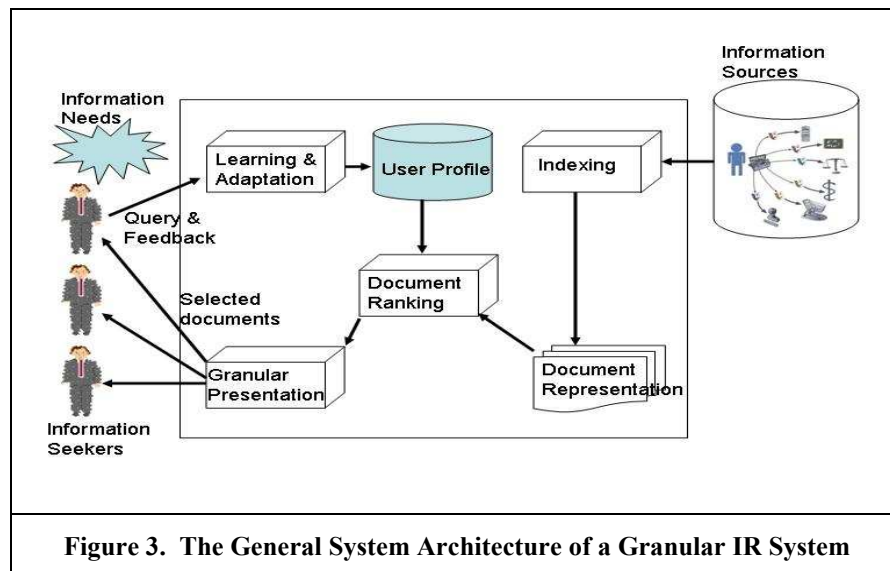 Information
Sources
Information
Needs
Learning &
Adaptation
User Profile
Indexing
Query &
Feedback
Document
Ranking
Selected
documents
Granular
Presentation
Document
Representation
Information
Seekers
Figure 3.  The General System Architecture of a Granular IR System